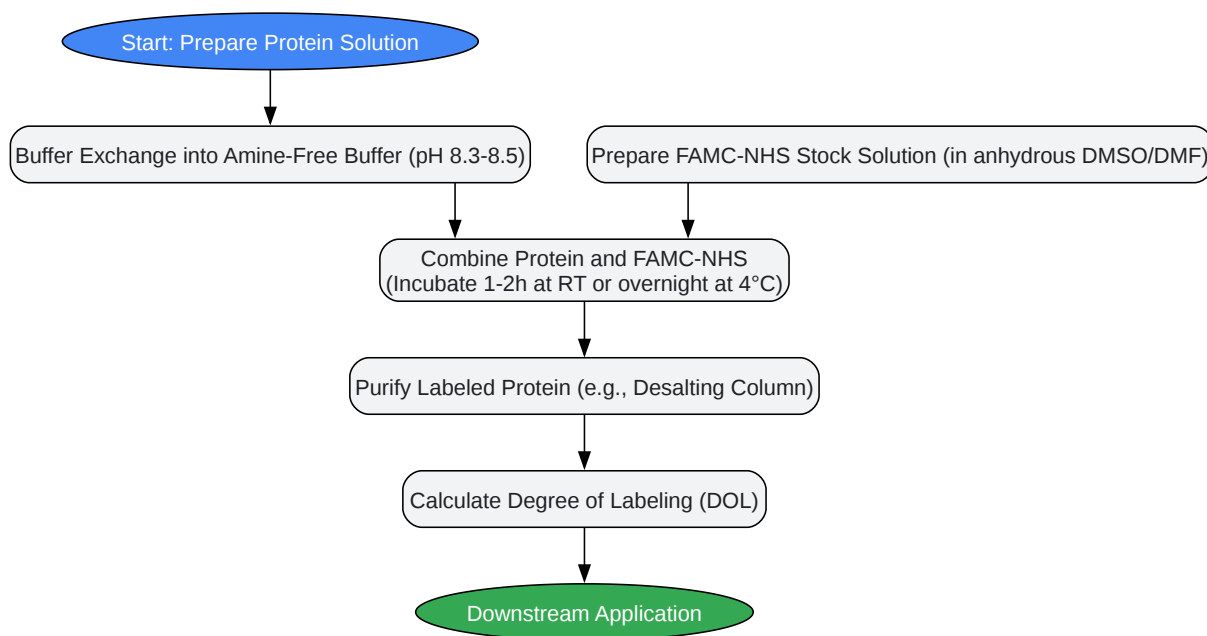 Start: Prepare Protein Solution
Buffer Exchange into Amine-Free Buffer (pH 8.3-8.5)
Prepare FAMC-NHS Stock Solution (in anhydrous DMSO/DMF)
Combine Protein and FAMC-NHS
(Incubate 1-2h at RT or overnight at 4°C)
Purify Labeled Protein (e.g., Desalting Column)
Calculate Degree of Labeling (DOL)
Downstream Application